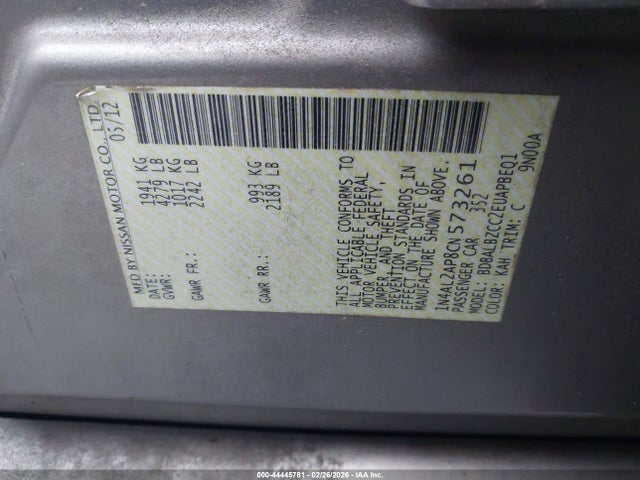 MFD BY NISSAN MOTOR CO., LTD.
DATE: 05/12
GVWR: 1941 KG
4279 LB
GAWR FR: 1017 KG
2242 LB
GAWR RR: 993 KG
2189 LB
THIS VEHICLE CONFORMS TO
ALL APPLICABLE FEDERAL
MOTOR VEHICLE SAFETY,
BUMPER, AND THEFT
PREVENTION STANDARDS IN
EFFECT ON THE DATE OF
MANUFACTURE SHOWN ABOVE.
1N4AL2AP8CN573261
PASSENGER CAR 352
MODEL: BDBALBZCC2EUAPBEQ1
COLOR: KAH TRIM: C 9N00A
000-44445781 - 02/26/2026 - IAA Inc.